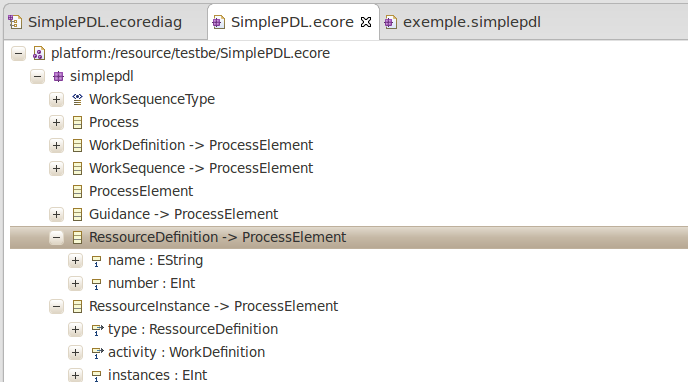 SimplePDL.ecorediag SimplePDL.ecore exemple.simplepdl
platform:/resource/testbe/SimplePDL.ecore
simplepdl
WorkSequenceType
Process
WorkDefinition -> ProcessElement
WorkSequence -> ProcessElement
ProcessElement
Guidance -> ProcessElement
RessourceDefinition -> ProcessElement
name : EString
number : EInt
RessourceInstance -> ProcessElement
type : RessourceDefinition
activity : WorkDefinition
instances : EInt